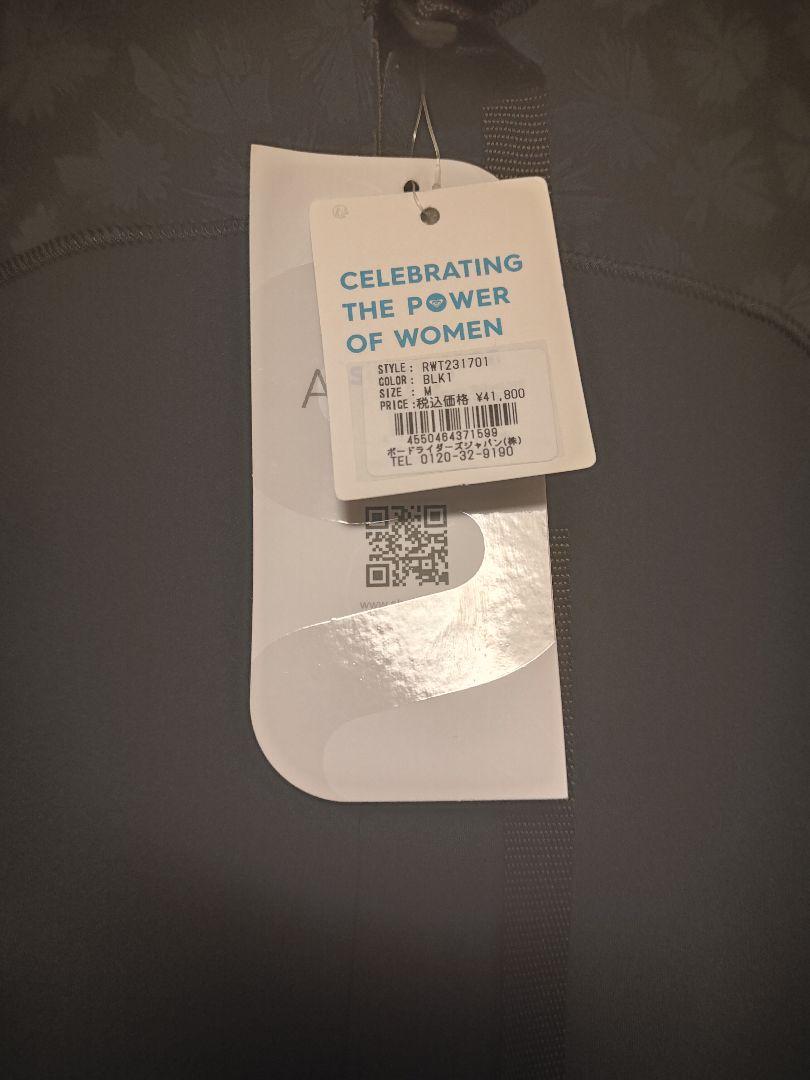 CELEBRATING
THE POWER
OF WOMEN
STYLE: RWT231701
COLOR: BLK1
SIZE : M
PRICE:税込価格 ¥41,800
4550464371599
ボードライダーズジャパン(株)
TEL 0120-32-9190
A
www.